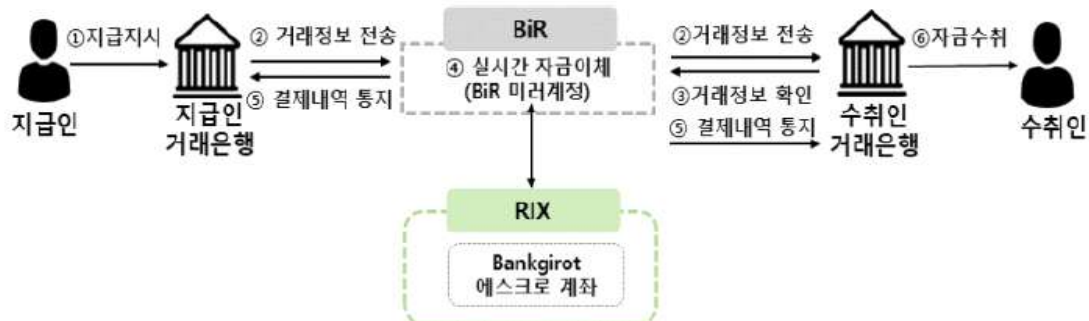 ①지급지시
지급인
지급인
거래은행
② 거래정보 전송
⑤ 결제내역 통지
BiR
④ 실시간 자금이체
(BiR 미러계정)
②거래정보 전송
③거래정보 확인
⑤ 결제내역 통지
수취인
거래은행
⑥자금수취
수취인
RIX
Bankgirot
에스크로 계좌